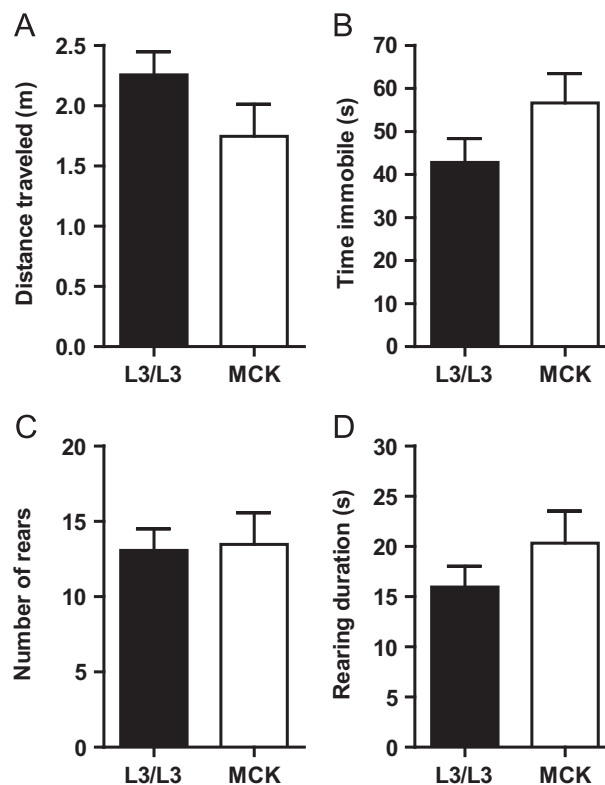 A
Distance traveled (m)
2.5
2.0
1.5
1.0
0.5
0.0
L3/L3 MCK
B
Time immobile (s)
70
60
50
40
30
20
10
0
L3/L3 MCK
C
Number of rears
20
15
10
5
0
L3/L3 MCK
D
Rearing duration (s)
30
25
20
15
10
5
0
L3/L3 MCK